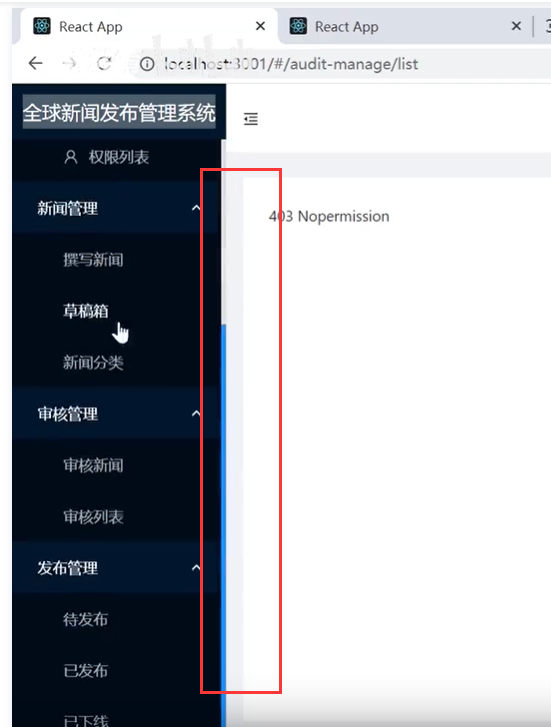 React App
React App
localhost:3001/#/audit-manage/list
全球新闻发布管理系统
权限列表
新闻管理
403 Nopermission
撰写新闻
草稿箱
新闻分类
审核管理
审核新闻
审核列表
发布管理
待发布
已发布
已下线